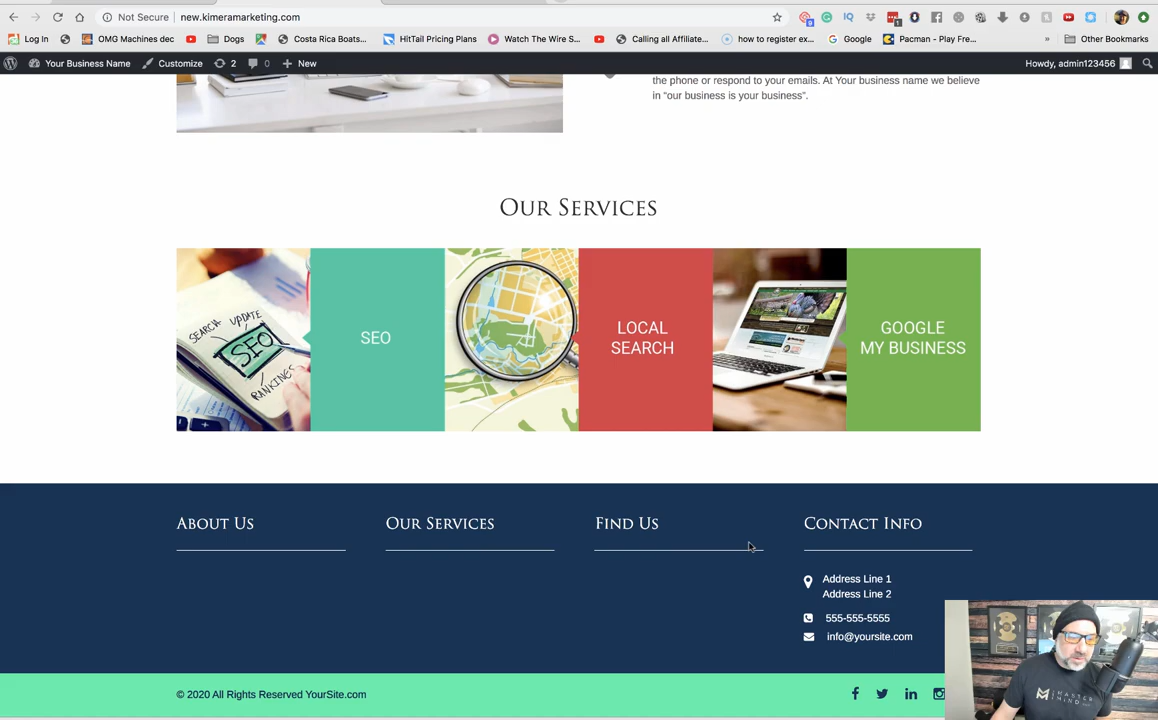 Not Secure | new.kimeramarketing.com
Log In
OMG Machines dec
Dogs
Costa Rica Boats...
HitTail Pricing Plans
Watch The Wire S...
Calling all Affiliate...
how to register ex...
Google
Pacman - Play Fre...
»
Other Bookmarks
Your Business Name
Customize
2
0
New
Howdy, admin123456
the phone or respond to your emails. At Your business name we believe
in “our business is your business”.
Our Services
SEARCH UPDATE
SEO
RANKINGS
SEO
LOCAL
SEARCH
GOOGLE
MY BUSINESS
About Us
Our Services
Find Us
Contact Info
Address Line 1
Address Line 2
555-555-5555
info@yoursite.com
© 2020 All Rights Reserved YourSite.com